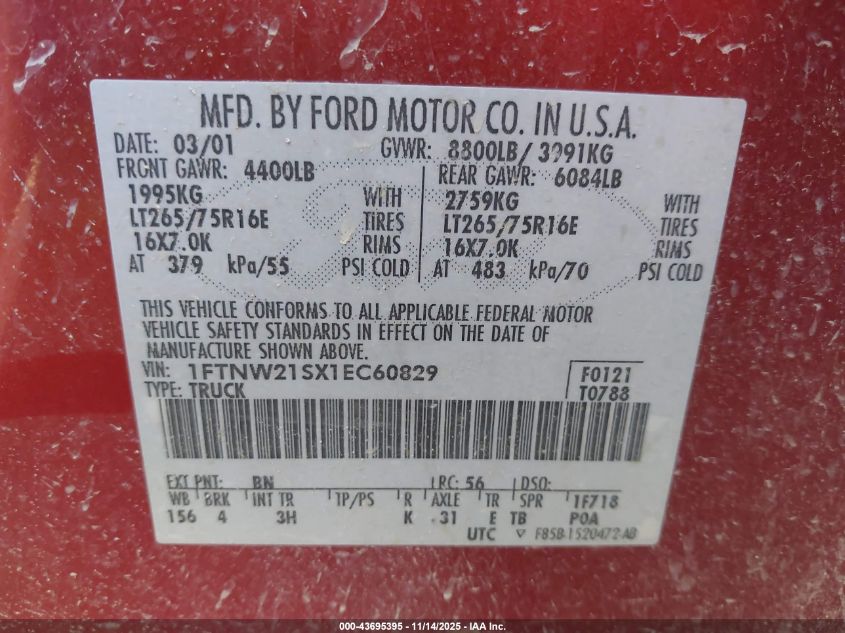 MFD. BY FORD MOTOR CO. IN U.S.A.
DATE: 03/01 GVWR: 8800LB/ 3991KG
FRONT GAWR: 4400LB REAR GAWR: 6084LB
1995KG WITH 2759KG WITH
LT265/75R16E TIRES LT265/75R16E TIRES
16X7.0K RIMS 16X7.0K RIMS
AT 379 kPa/55 PSI COLD AT 483 kPa/70 PSI COLD
THIS VEHICLE CONFORMS TO ALL APPLICABLE FEDERAL MOTOR
VEHICLE SAFETY STANDARDS IN EFFECT ON THE DATE OF
MANUFACTURE SHOWN ABOVE.
VIN: 1FTNW21SX1EC60829 F0121
TYPE: TRUCK T0788
EXT PNT: BN RC: 56 DSO:
WB BRK INT TR TP/PS R AXLE TR SPR 1F718
156 4 3H K 31 E TB POA
UTC ▽ F85B-1520472-AB
000-43695395 - 11/14/2025 - IAA Inc.